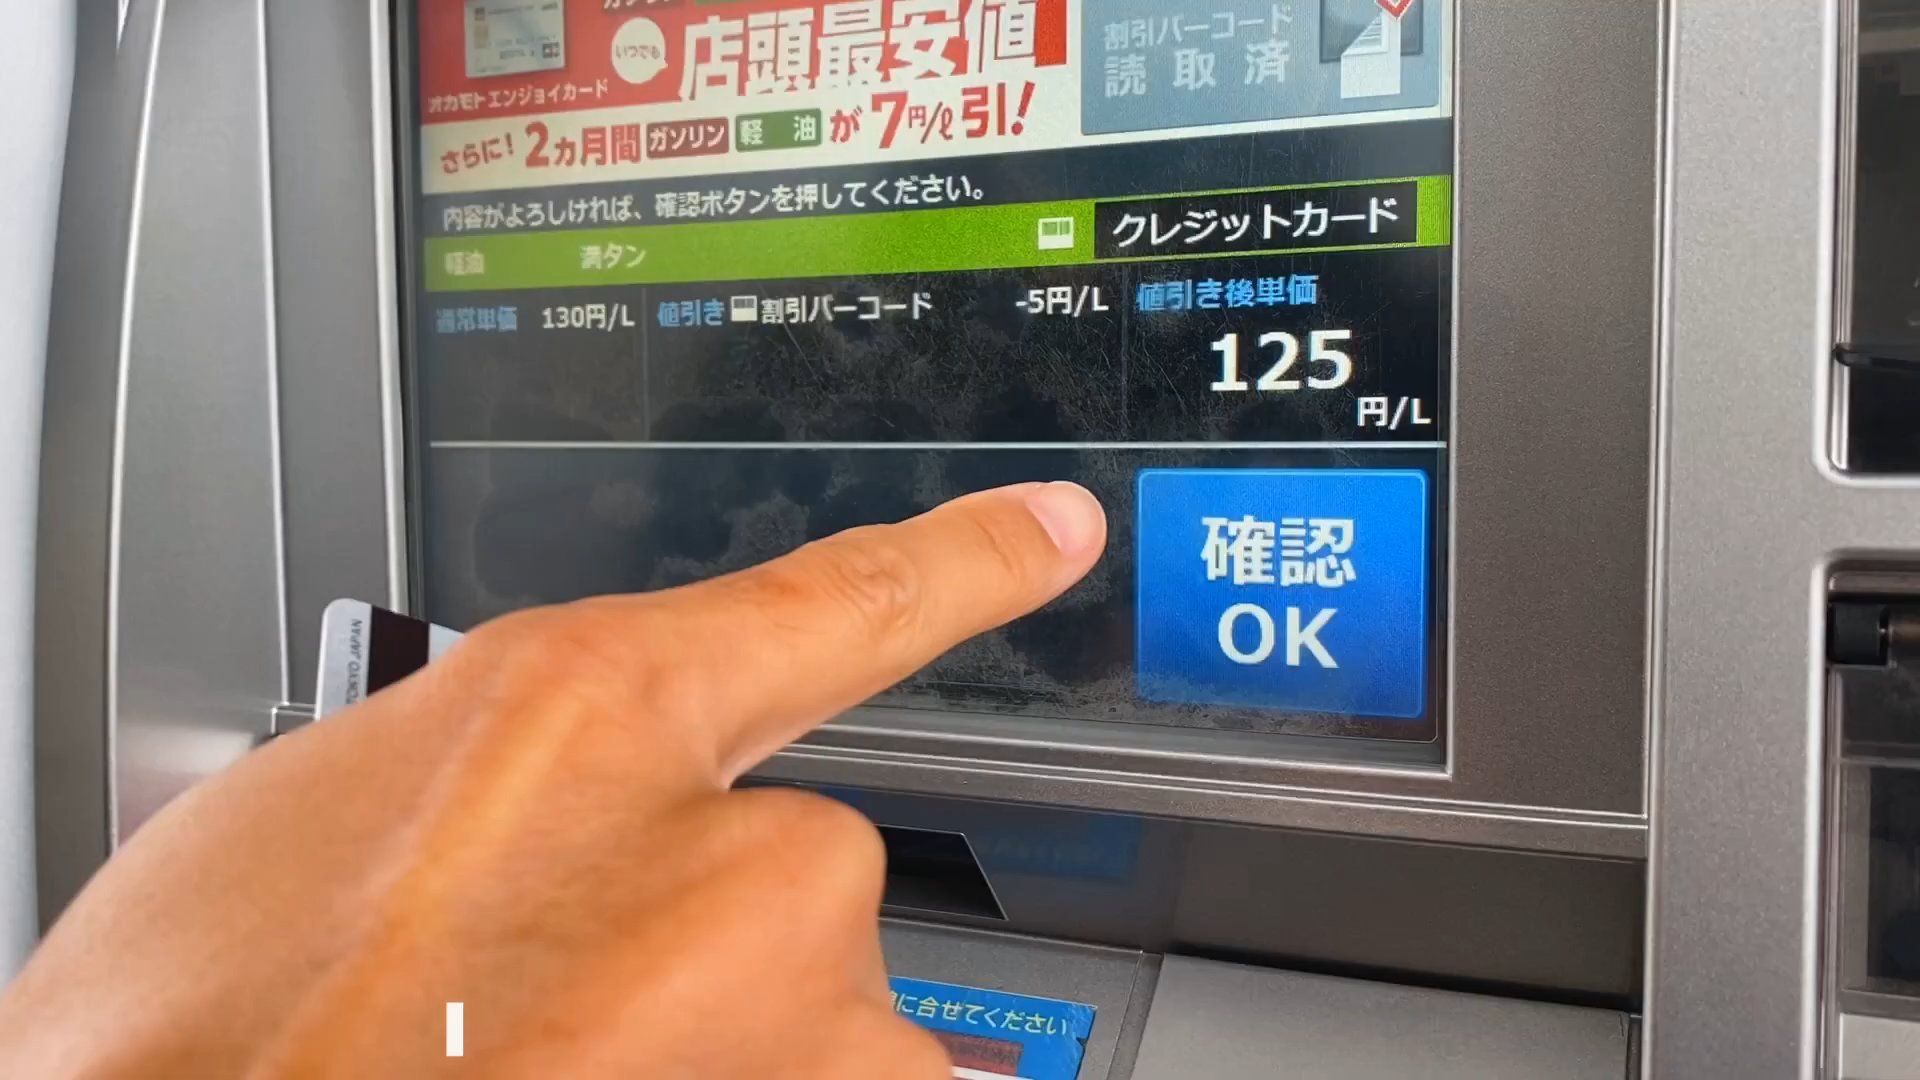 いつでも
店頭最安値
オカモトエンジョイカード
さらに! 2ヵ月間 ガソリン 軽油 が 7円/ℓ引!
割引バーコード
読取済
内容がよろしければ、確認ボタンを押してください。
軽油 満タン クレジットカード
通常単価 130円/L 値引き 割引バーコード -5円/L 値引き後単価
125
円/L
確認
OK
TOKYO JAPAN
に合せてください